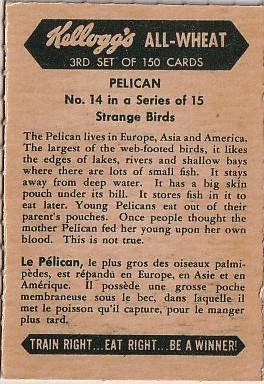 Kellogg's ALL-WHEAT
3RD SET OF 150 CARDS
PELICAN
No. 14 in a Series of 15
Strange Birds
The Pelican lives in Europe, Asia and America.
The largest of the web-footed birds, it likes
the edges of lakes, rivers and shallow bays
where there are lots of small fish. It stays
away from deep water. It has a big skin
pouch under its bill. It stores fish in it to
eat later. Young Pelicans eat out of their
parent's pouches. Once people thought the
mother Pelican fed her young upon her own
blood. This is not true.
Le Pélican, le plus gros des oiseaux palmi-
pèdes, est répandu en Europe, en Asie et en
Amérique. Il possède une grosse poche
membraneuse sous le bec, dans laquelle il
met le poisson qu'il capture, pour le manger
plus tard.
TRAIN RIGHT...EAT RIGHT...BE A WINNER!